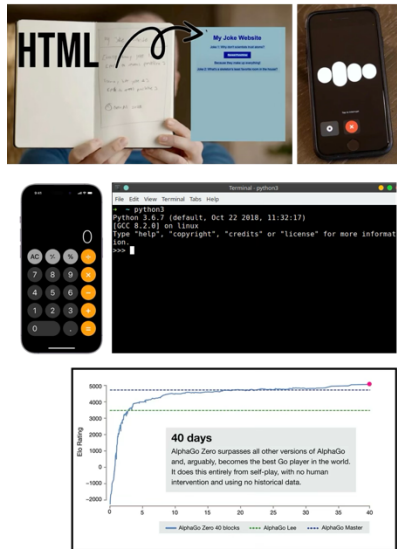 HTML
My Joke Website
Terminal - python3
File Edit View Terminal Tabs Help
~ python3
Python 3.6.7 (default, Oct 22 2018, 11:32:17)
[GCC 8.2.0] on linux
Type "help", "copyright", "credits" or "license" for more informat
ion.
>>>
0
AC % ÷
7 8 9 ×
4 5 6 −
1 2 3 +
0 . =
5000
4000
3000
2000
1000
0
−1000
−2000
Elo Rating
40 days
AlphaGo Zero surpasses all other versions of AlphaGo
and, arguably, becomes the best Go player in the world.
It does this entirely from self-play, with no human
intervention and using no historical data.
0 5 10 15 20 25 30 35 40
AlphaGo Zero 40 blocks AlphaGo Lee AlphaGo Master